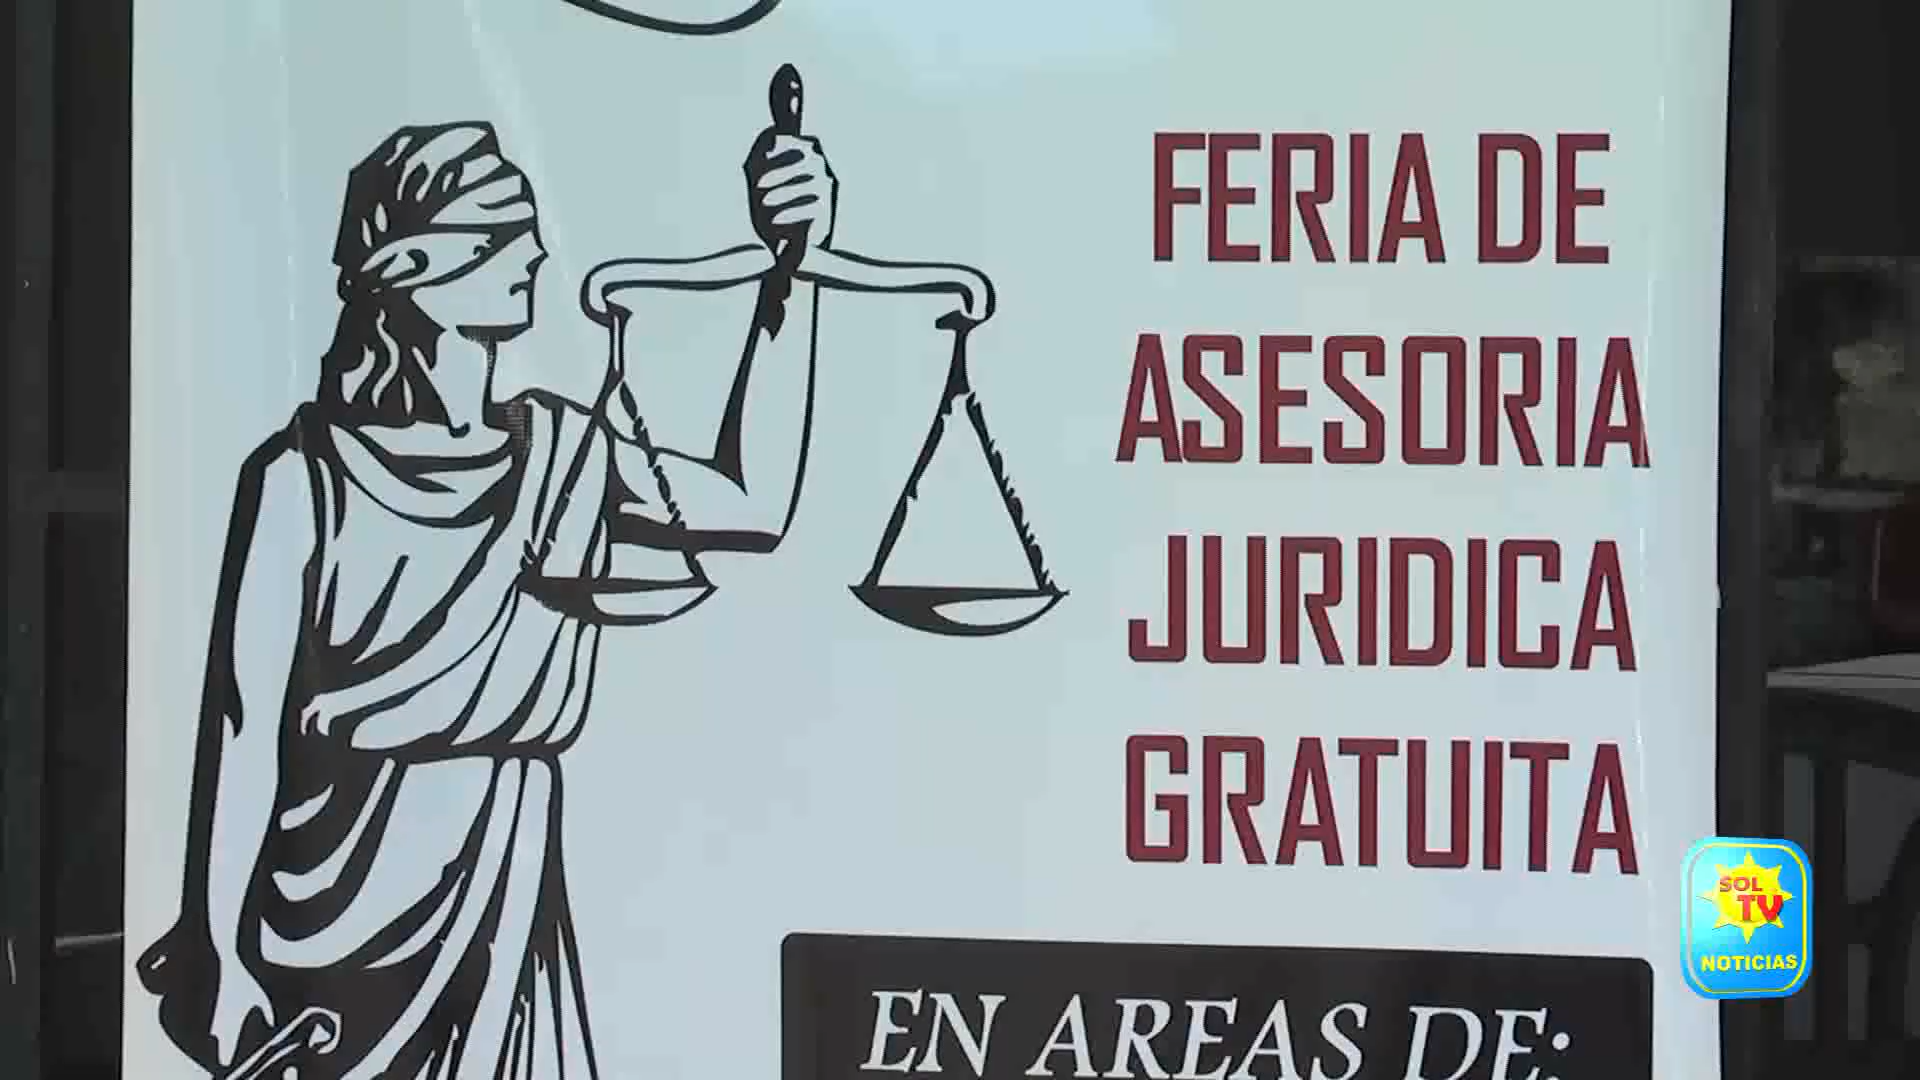 FERIA DE
ASESORIA
JURIDICA
GRATUITA
EN AREAS DE:
SOL
TV
NOTICIAS